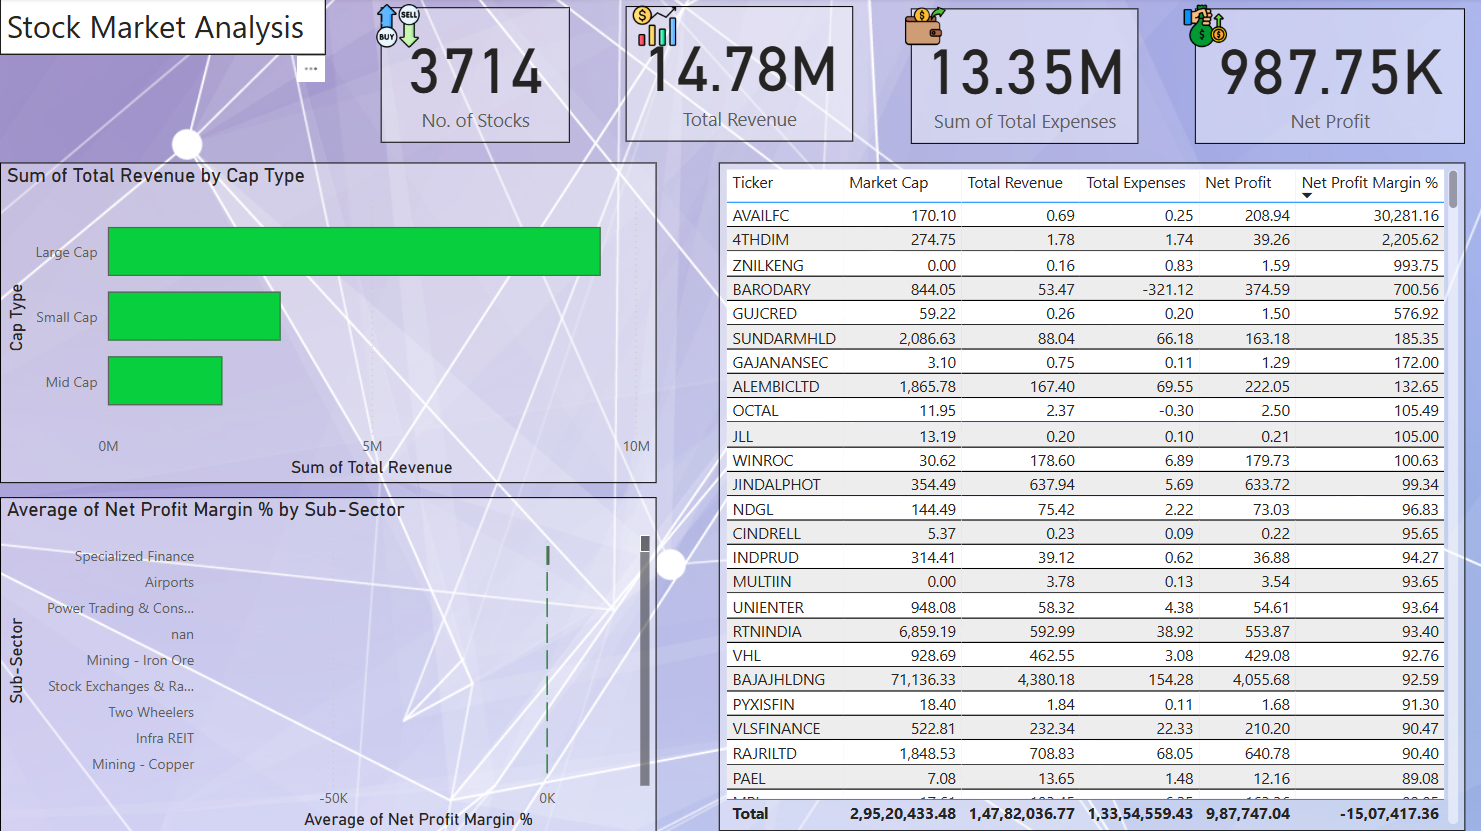 Stock Market Analysis
SELL
BUY
3714
No. of Stocks
14.78M
Total Revenue
13.35M
Sum of Total Expenses
987.75K
Net Profit
Sum of Total Revenue by Cap Type
Cap Type
Large Cap
Small Cap
Mid Cap
0M 5M 10M
Sum of Total Revenue
Average of Net Profit Margin % by Sub-Sector
Sub-Sector
Specialized Finance
Airports
Power Trading & Cons...
nan
Mining - Iron Ore
Stock Exchanges & Ra...
Two Wheelers
Infra REIT
Mining - Copper
-50K 0K
Average of Net Profit Margin %
Ticker Market Cap Total Revenue Total Expenses Net Profit Net Profit Margin %
AVAILFC 170.10 0.69 0.25 208.94 30,281.16
4THDIM 274.75 1.78 1.74 39.26 2,205.62
ZNILKENG 0.00 0.16 0.83 1.59 993.75
BARODARY 844.05 53.47 -321.12 374.59 700.56
GUJCRED 59.22 0.26 0.20 1.50 576.92
SUNDARMHLD 2,086.63 88.04 66.18 163.18 185.35
GAJANANSEC 3.10 0.75 0.11 1.29 172.00
ALEMBICLTD 1,865.78 167.40 69.55 222.05 132.65
OCTAL 11.95 2.37 -0.30 2.50 105.49
JLL 13.19 0.20 0.10 0.21 105.00
WINROC 30.62 178.60 6.89 179.73 100.63
JINDALPHOT 354.49 637.94 5.69 633.72 99.34
NDGL 144.49 75.42 2.22 73.03 96.83
CINDRELL 5.37 0.23 0.09 0.22 95.65
INDPRUD 314.41 39.12 0.62 36.88 94.27
MULTIIN 0.00 3.78 0.13 3.54 93.65
UNIENTER 948.08 58.32 4.38 54.61 93.64
RTNINDIA 6,859.19 592.99 38.92 553.87 93.40
VHL 928.69 462.55 3.08 429.08 92.76
BAJAJHLDNG 71,136.33 4,380.18 154.28 4,055.68 92.59
PYXISFIN 18.40 1.84 0.11 1.68 91.30
VLSFINANCE 522.81 232.34 22.33 210.20 90.47
RAJRILTD 1,848.53 708.83 68.05 640.78 90.40
PAEL 7.08 13.65 1.48 12.16 89.08
Total 2,95,20,433.48 1,47,82,036.77 1,33,54,559.43 9,87,747.04 -15,07,417.36